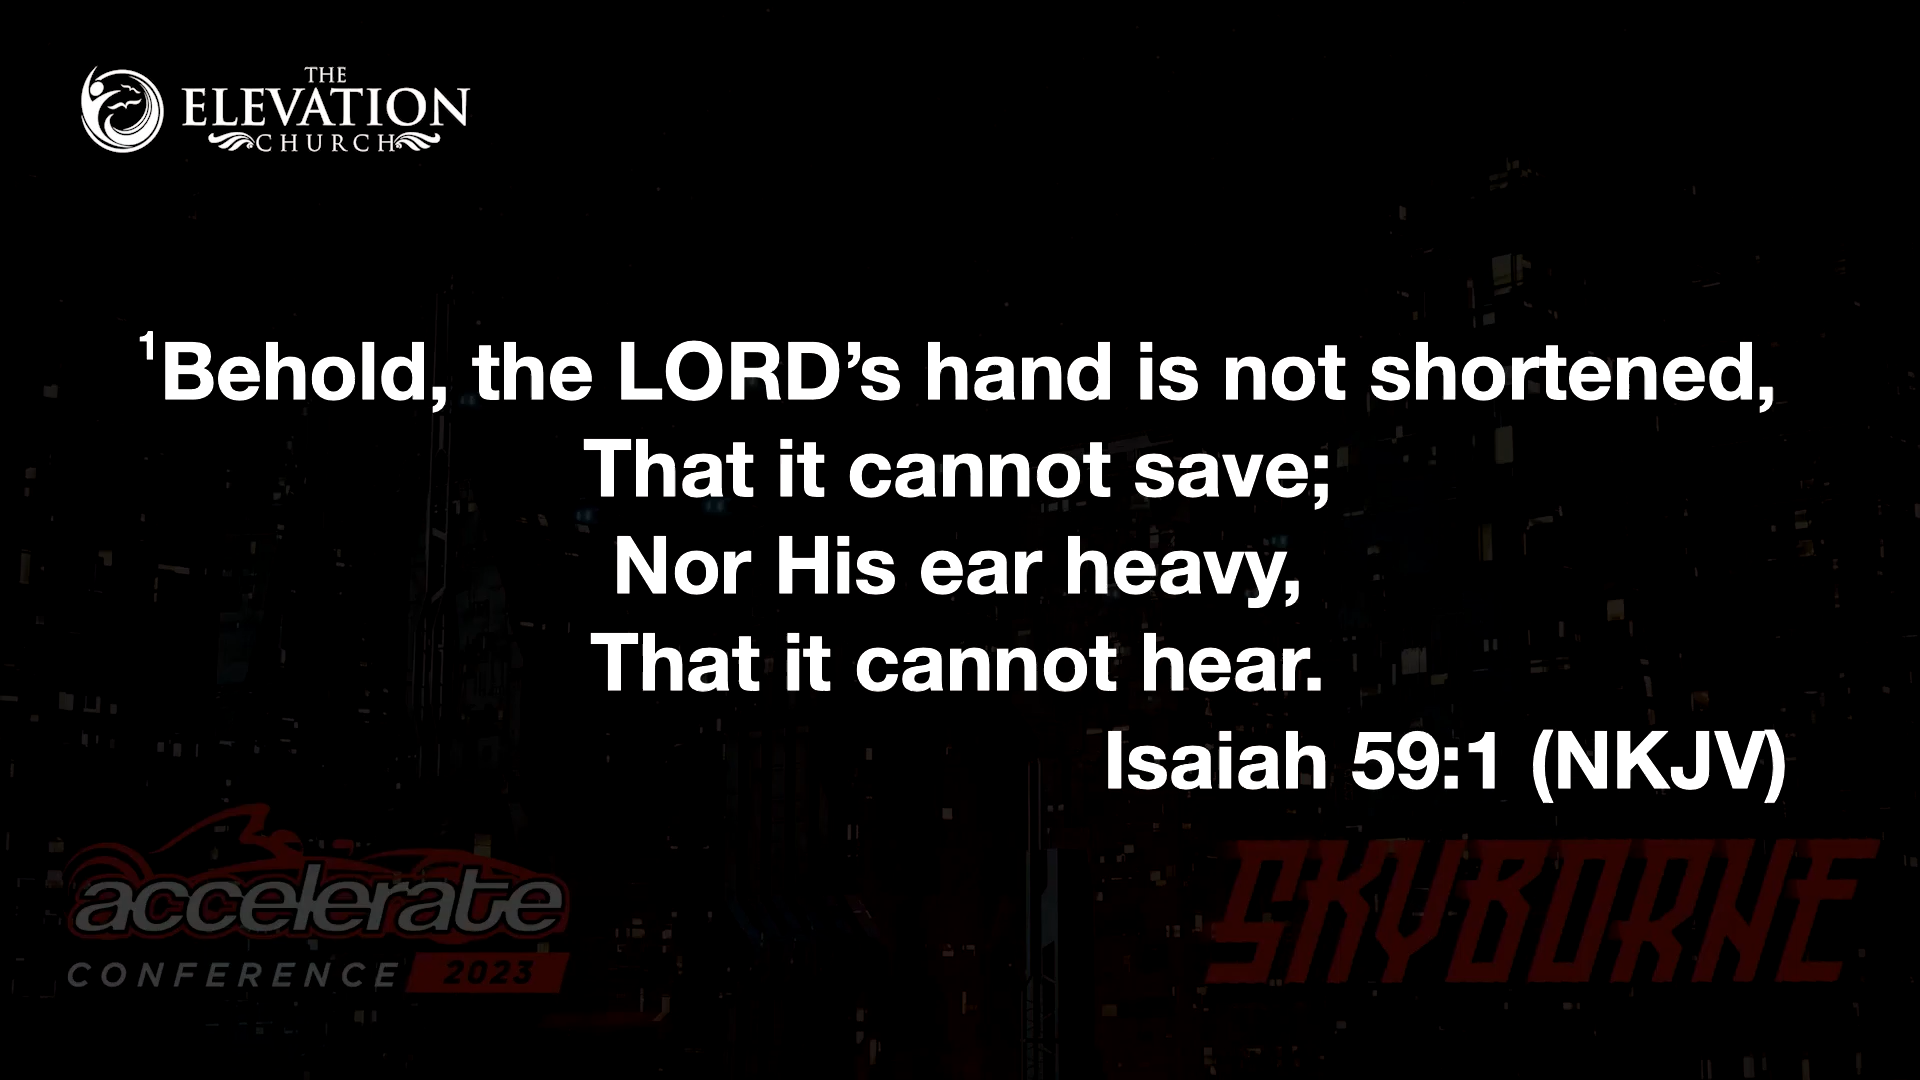 THE
ELEVATION
CHURCH
¹Behold, the LORD’s hand is not shortened,
That it cannot save;
Nor His ear heavy,
That it cannot hear.
Isaiah 59:1 (NKJV)
accelerate
CONFERENCE 2023
SKYBORNE